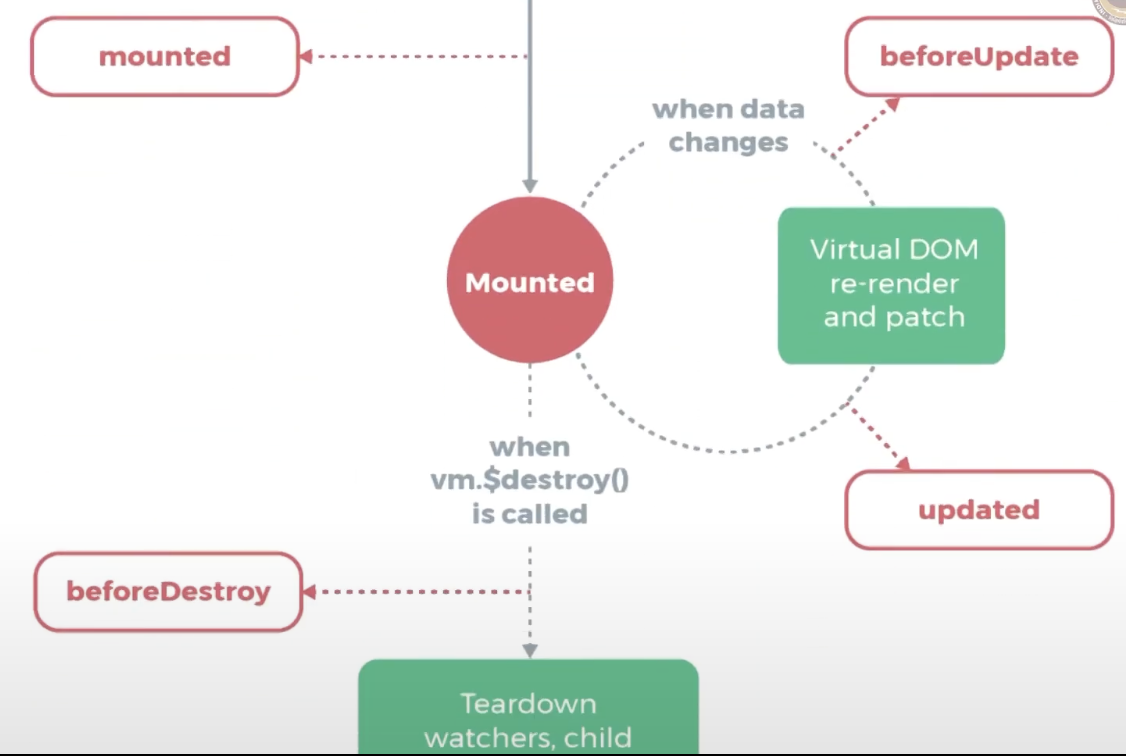 mounted
beforeUpdate
when data
changes
Virtual DOM
re-render
and patch
Mounted
when
vm.$destroy()
is called
updated
beforeDestroy
Teardown
watchers, child